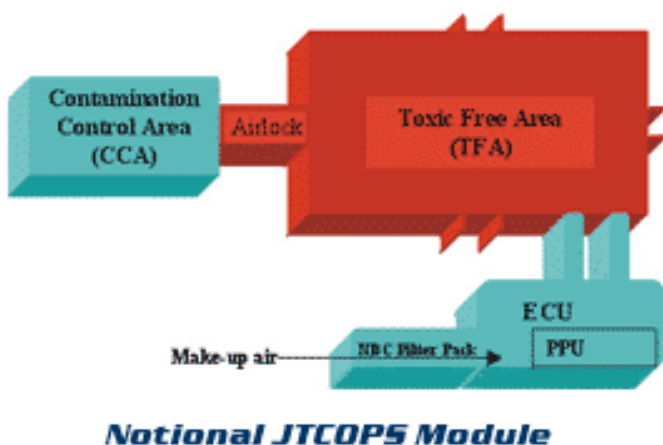 Contamination
Control Area
(CCA)
Airlock
Toxic Free Area
(TFA)
ECU
PPU
NBC Filter Pack
Make-up air
Notional JTCOPS Module